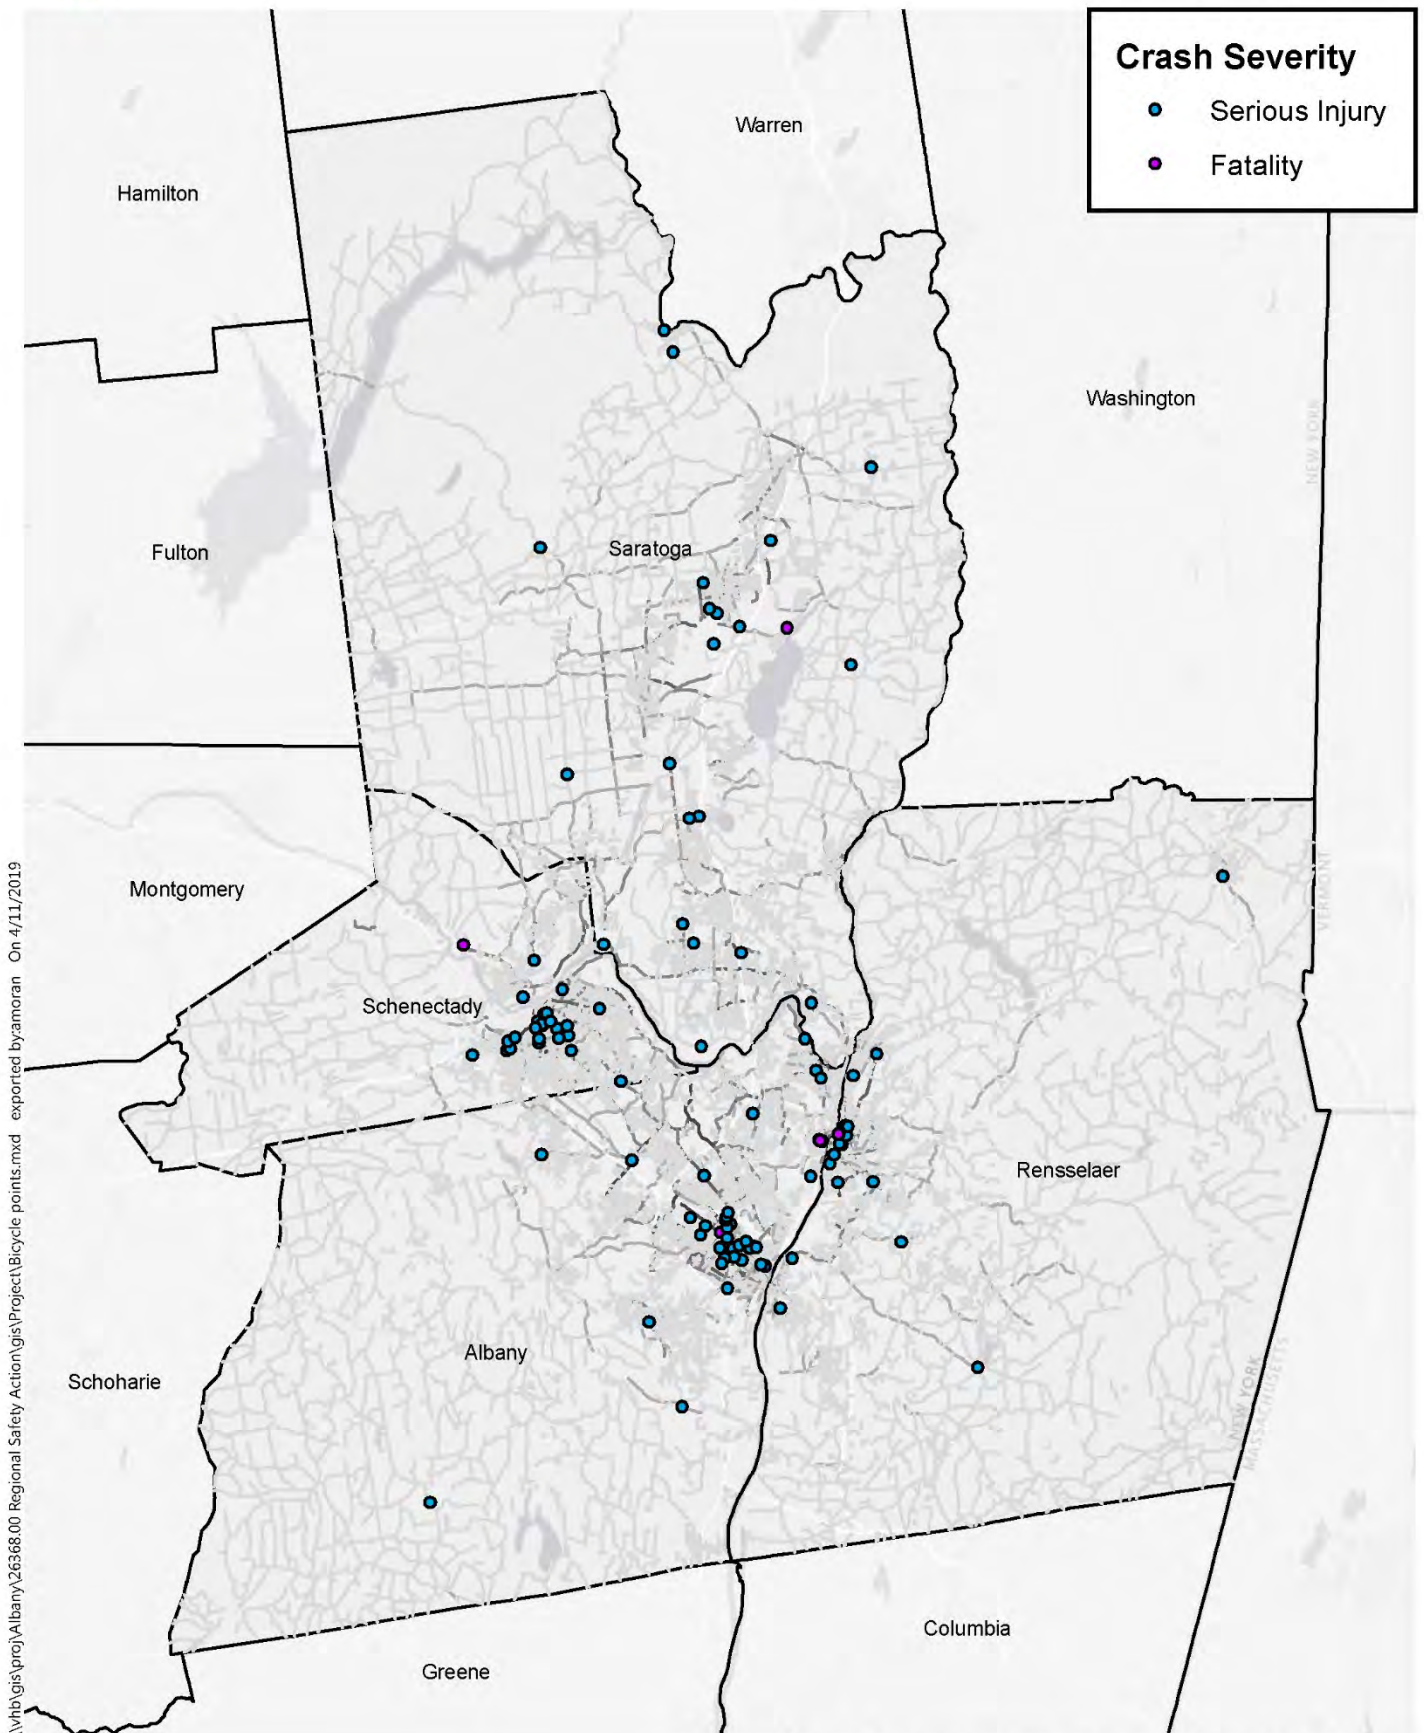 Crash Severity
Serious Injury
Fatality
Warren
Hamilton
Washington
NEW YORK
Fulton
Saratoga
Montgomery
VERMONT
Schenectady
Rensselaer
Albany
Schoharie
NEW YORK
MASSACHUSETTS
Columbia
Greene
\vhb\gis\proj\Albany\26368.00 Regional Safety Action\gis\Project\Bicycle points.mxd exported by:amoran On 4/11/2019